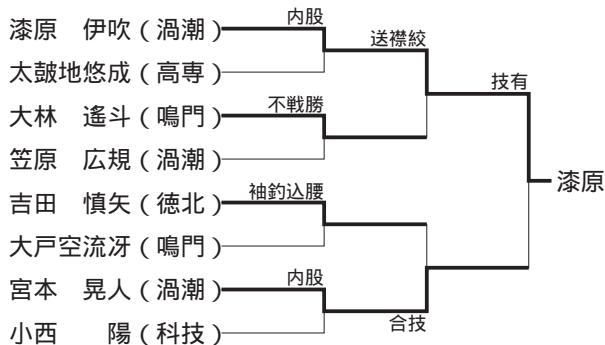 漆原　伊吹（渦潮）
内股
送襟絞
太鼓地悠成（高専）
技有
大林　遙斗（鳴門）
不戦勝
笠原　広規（渦潮）
漆原
吉田　慎矢（徳北）
袖釣込腰
大戸空流冴（鳴門）
宮本　晃人（渦潮）
内股
合技
小西　　陽（科技）